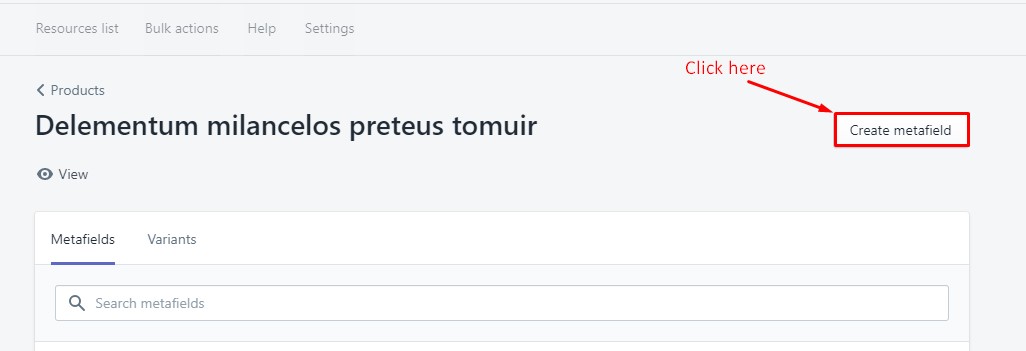 Resources list Bulk actions Help Settings
Click here
Products
Delementum milancelos preteus tomuir
Create metafield
View
Metafields Variants
Search metafields